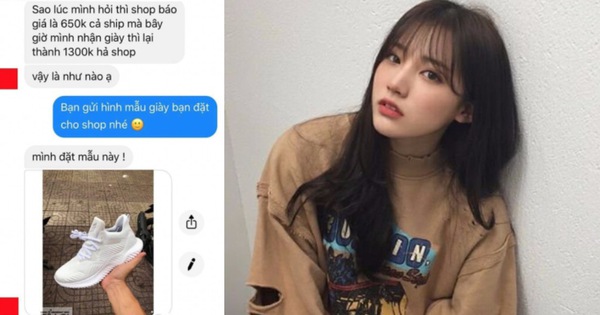 Sao lúc mình hỏi thì shop báo
giá là 650k cả ship mà bây
giờ mình nhận giày thì lại
thành 1300k hả shop
vậy là như nào ạ
Bạn gửi hình mẫu giày bạn đặt
cho shop nhé 🙂
mình đặt mẫu này !